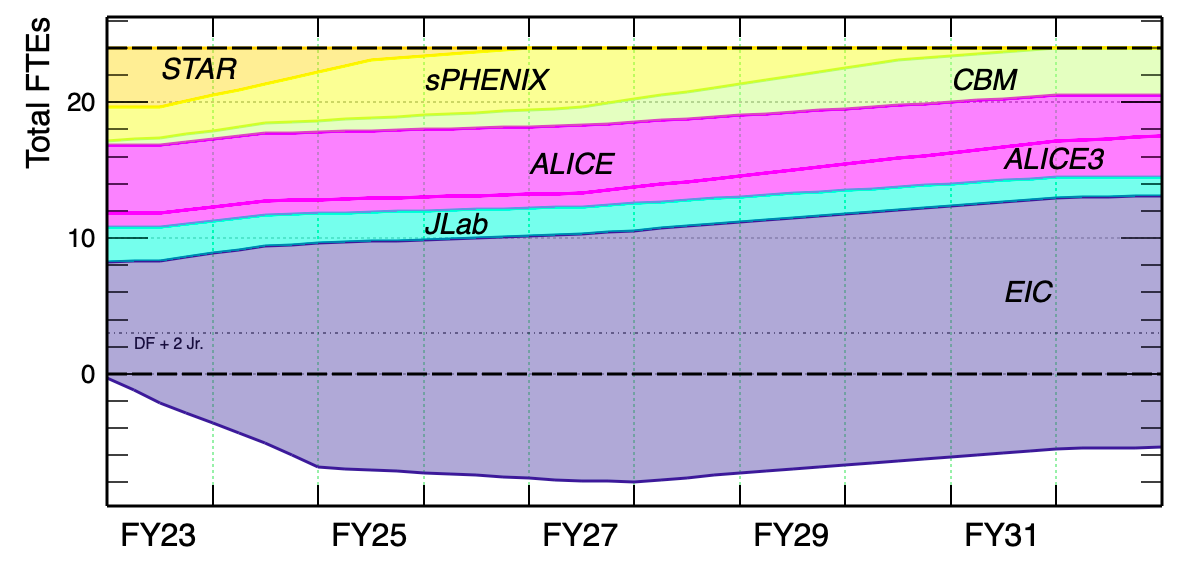 Total FTEs
STAR
sPHENIX
CBM
20
ALICE
ALICE3
JLab
10
EIC
DF + 2 Jr.
0
FY23 FY25 FY27 FY29 FY31